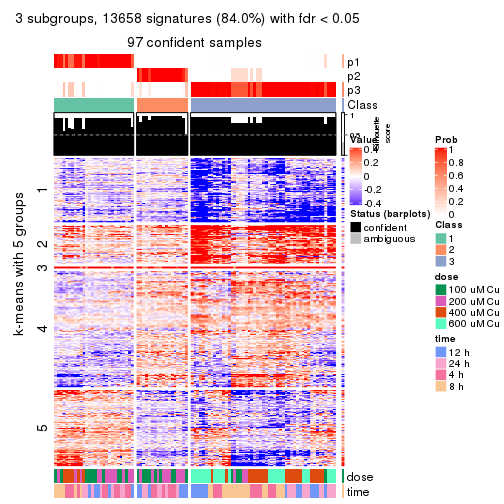 3 subgroups, 13658 signatures (84.0%) with fdr < 0.05
97 confident samples
p1
p2
p3
Class
1
0.5
0
Silhouette
score
k-means with 5 groups
1
2
3
4
5
dose
time
Value
0.4
0.2
0
-0.2
-0.4
Status (barplots)
confident
ambiguous
Prob
1
0.8
0.6
0.4
0.2
0
Class
1
2
3
dose
100 uM Cu
200 uM Cu
400 uM Cu
600 uM Cu
time
12 h
24 h
4 h
8 h